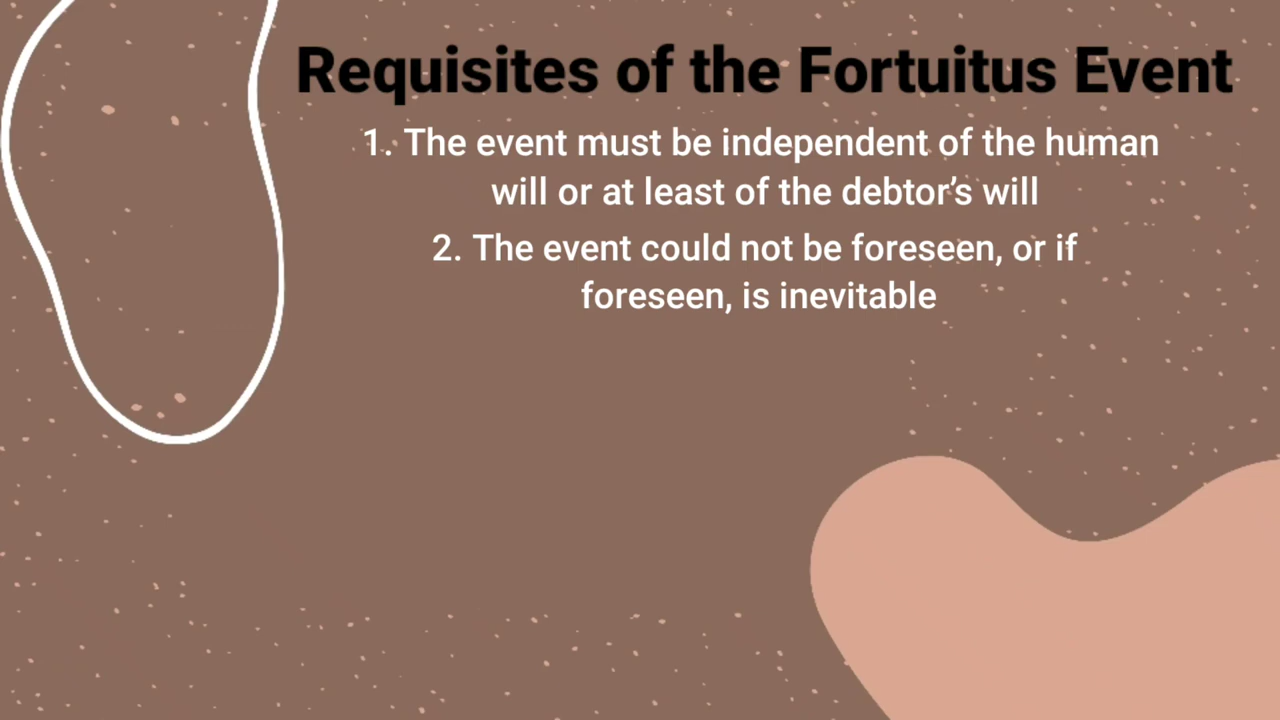 Requisites of the Fortuitus Event
1. The event must be independent of the human
will or at least of the debtor’s will
2. The event could not be foreseen, or if
foreseen, is inevitable